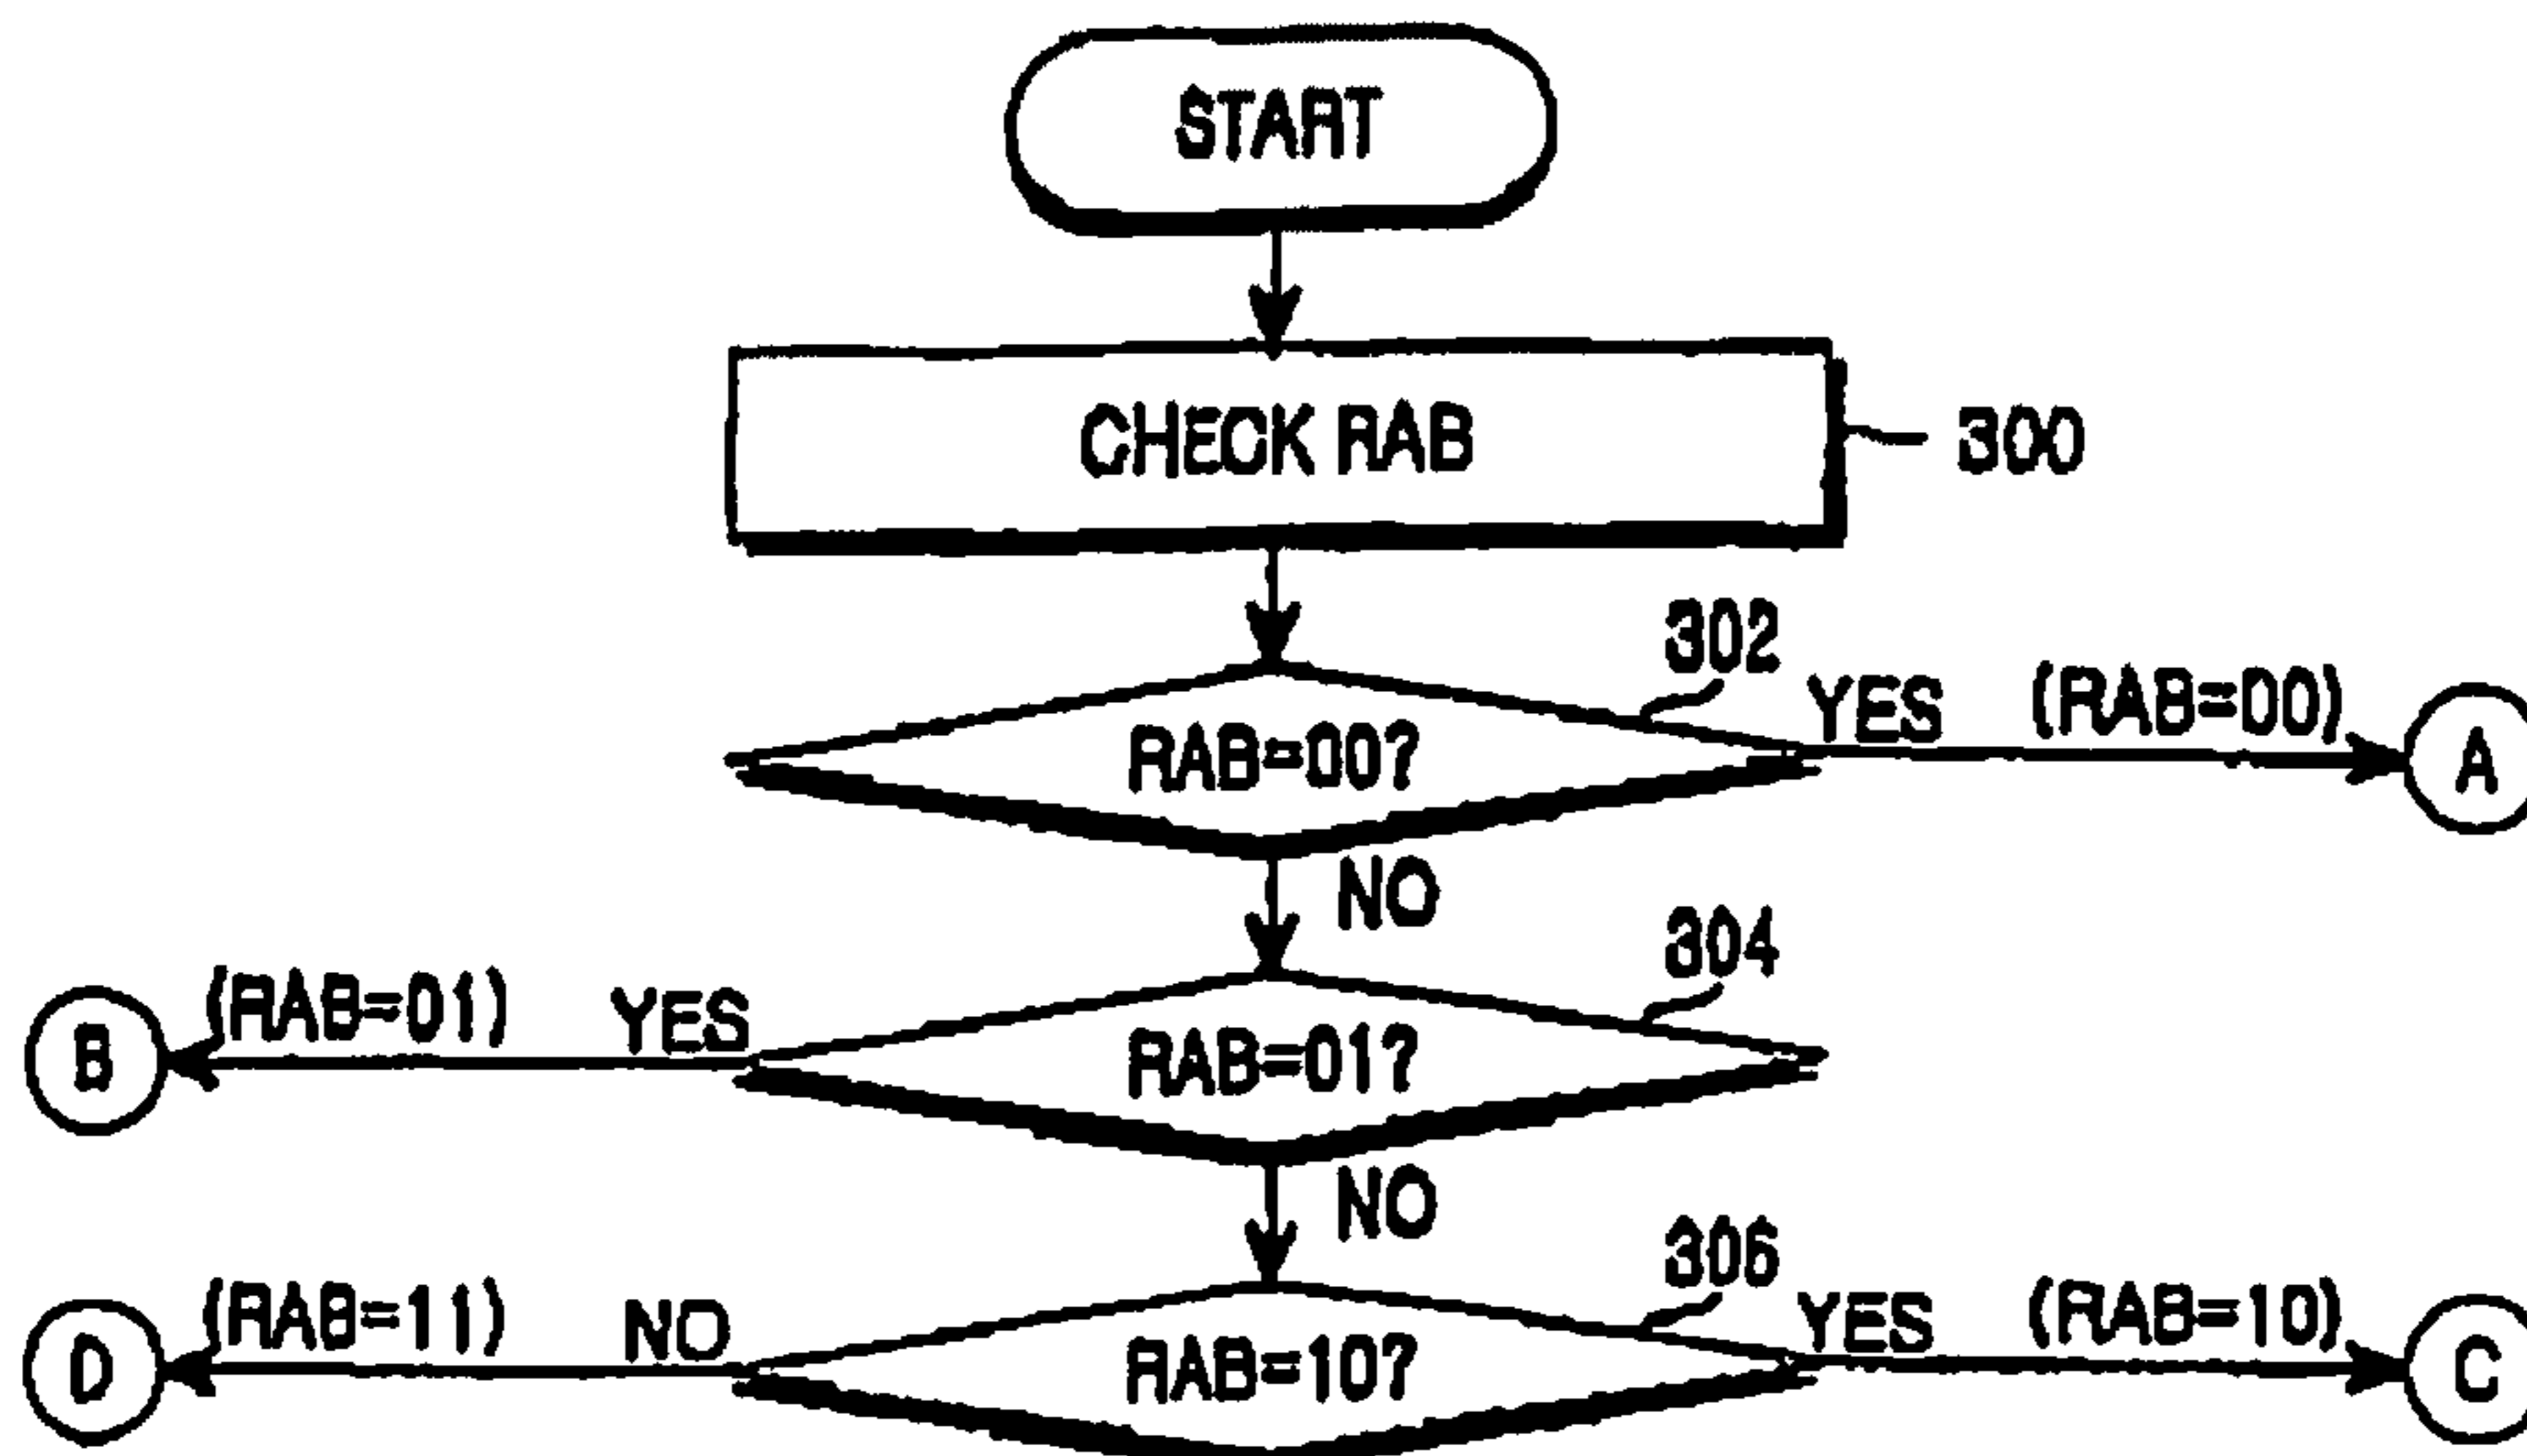 START
CHECK RAB
300
302
RAB=00?
YES
(RAB=00)
A
NO
304
B
(RAB=01)
YES
RAB=01?
NO
306
D
(RAB=11)
NO
RAB=10?
YES
(RAB=10)
C